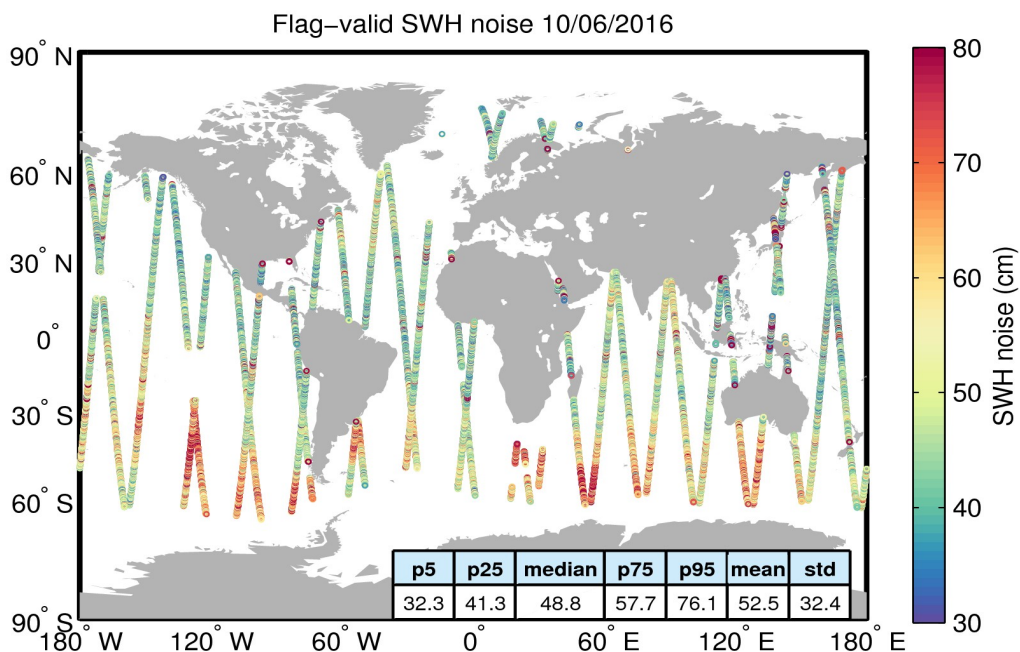 Flag−valid SWH noise 10/06/2016
90° N
60° N
30° N
0°
30° S
60° S
90° S
180° W
120° W
60° W
0°
60° E
120° E
180° E
p5 p25 median p75 p95 mean std
32.3 41.3 48.8 57.7 76.1 52.5 32.4
80
70
60
50
40
30
SWH noise (cm)